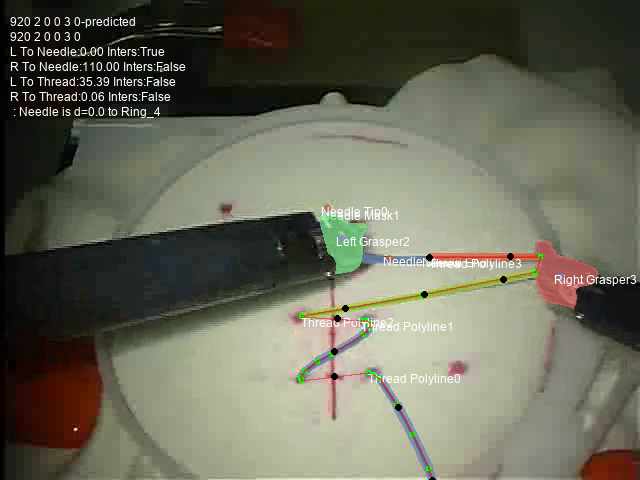 920 2 0 0 3 0-predicted
920 2 0 0 3 0
L To Needle:0.00 Inters:True
R To Needle:110.00 Inters:False
L To Thread:35.39 Inters:False
R To Thread:0.06 Inters:False
: Needle is d=0.0 to Ring_4
Needle Tip0
Mask1
Left Grasper2
Needle
Thread Polyline3
Right Grasper3
Thread Polyline2
Thread Polyline1
Thread Polyline0